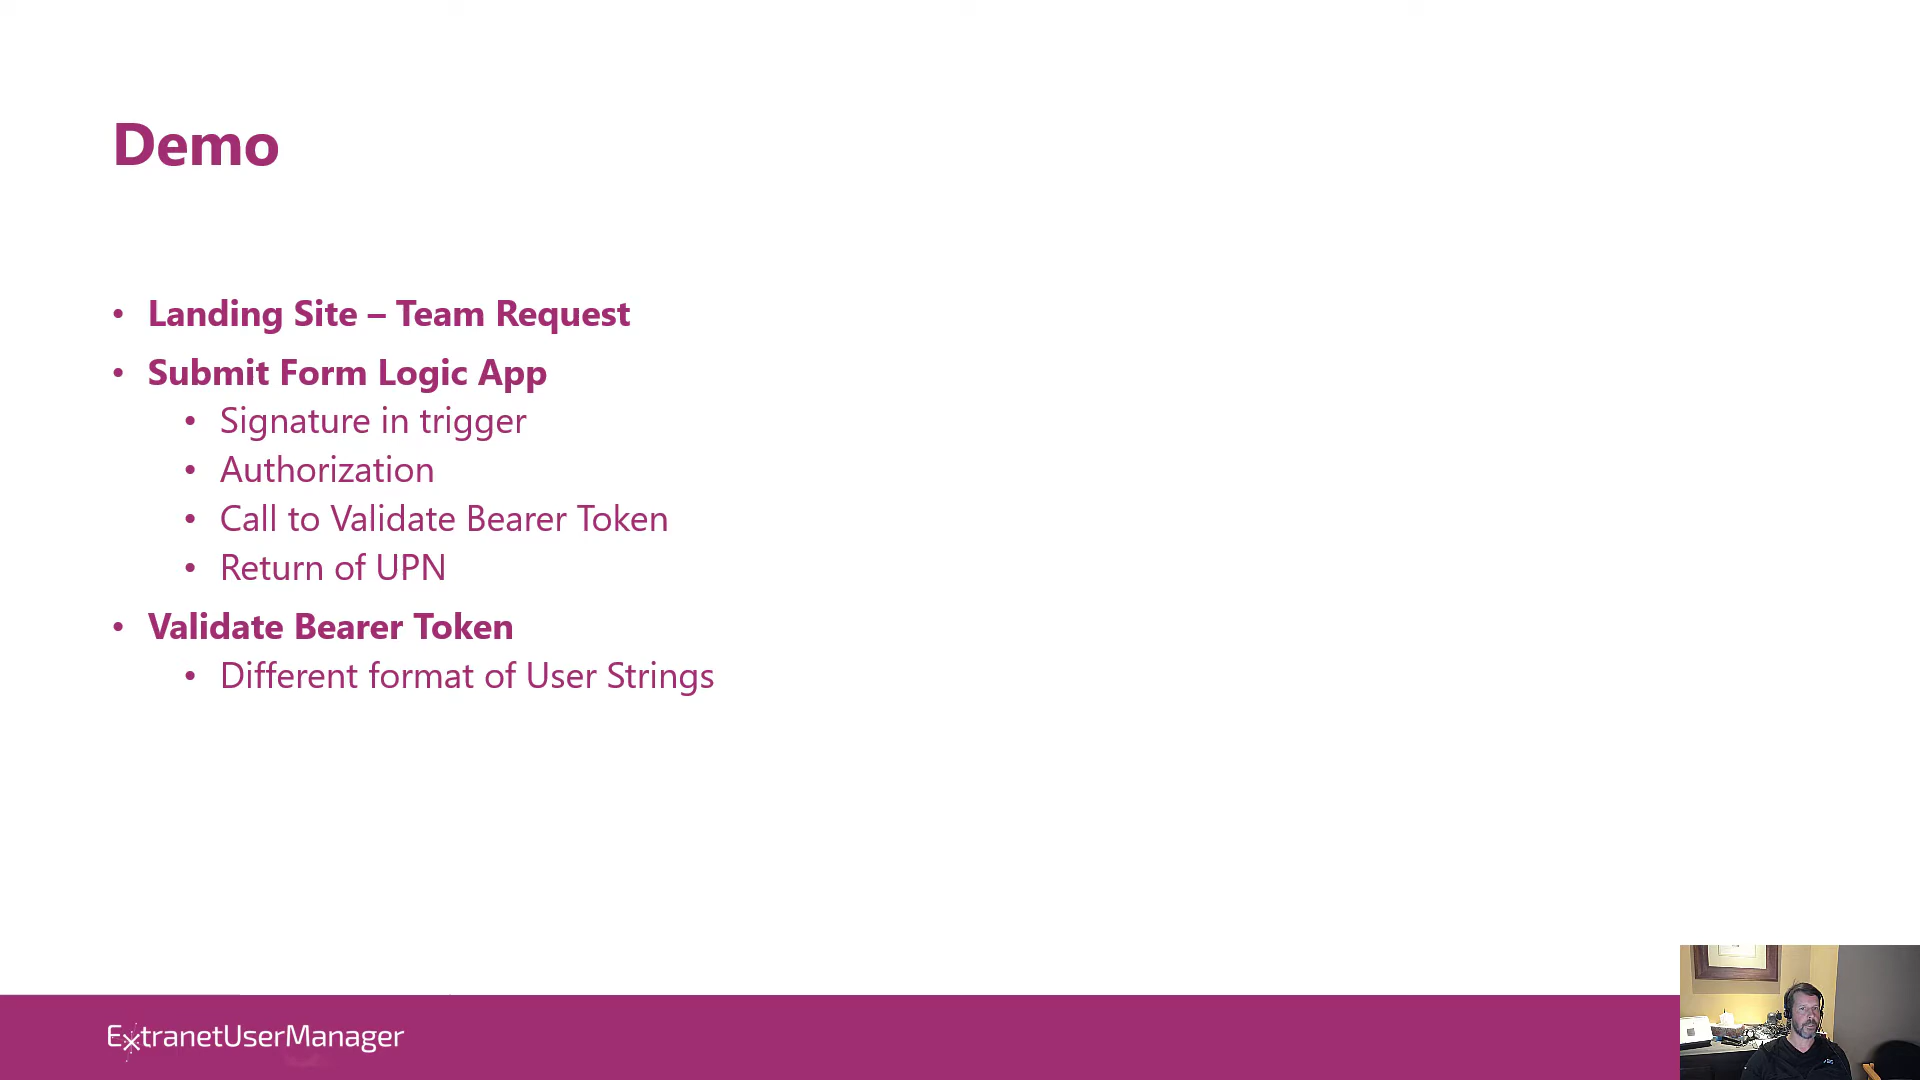 Demo
• Landing Site – Team Request
• Submit Form Logic App
• Signature in trigger
• Authorization
• Call to Validate Bearer Token
• Return of UPN
• Validate Bearer Token
• Different format of User Strings
ExtranetUserManager